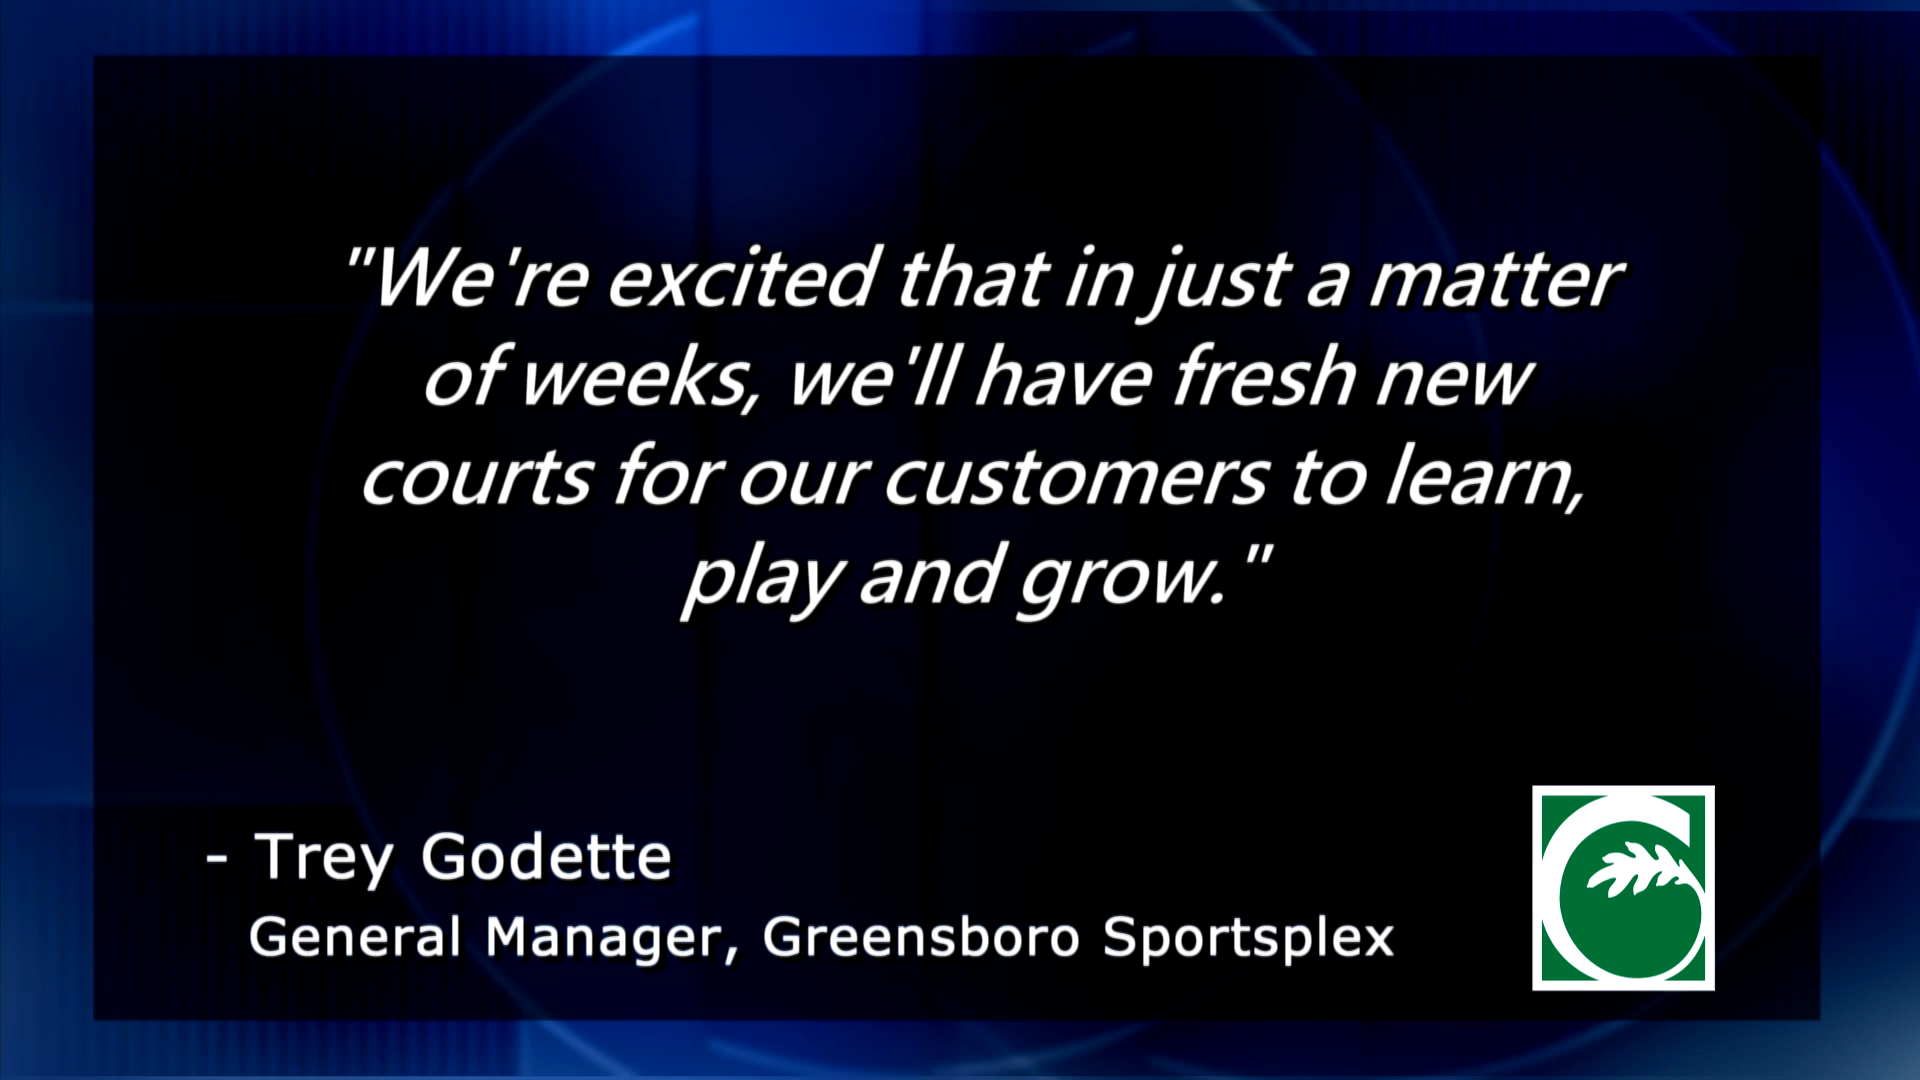 "We're excited that in just a matter
of weeks, we'll have fresh new
courts for our customers to learn,
play and grow."
- Trey Godette
General Manager, Greensboro Sportsplex